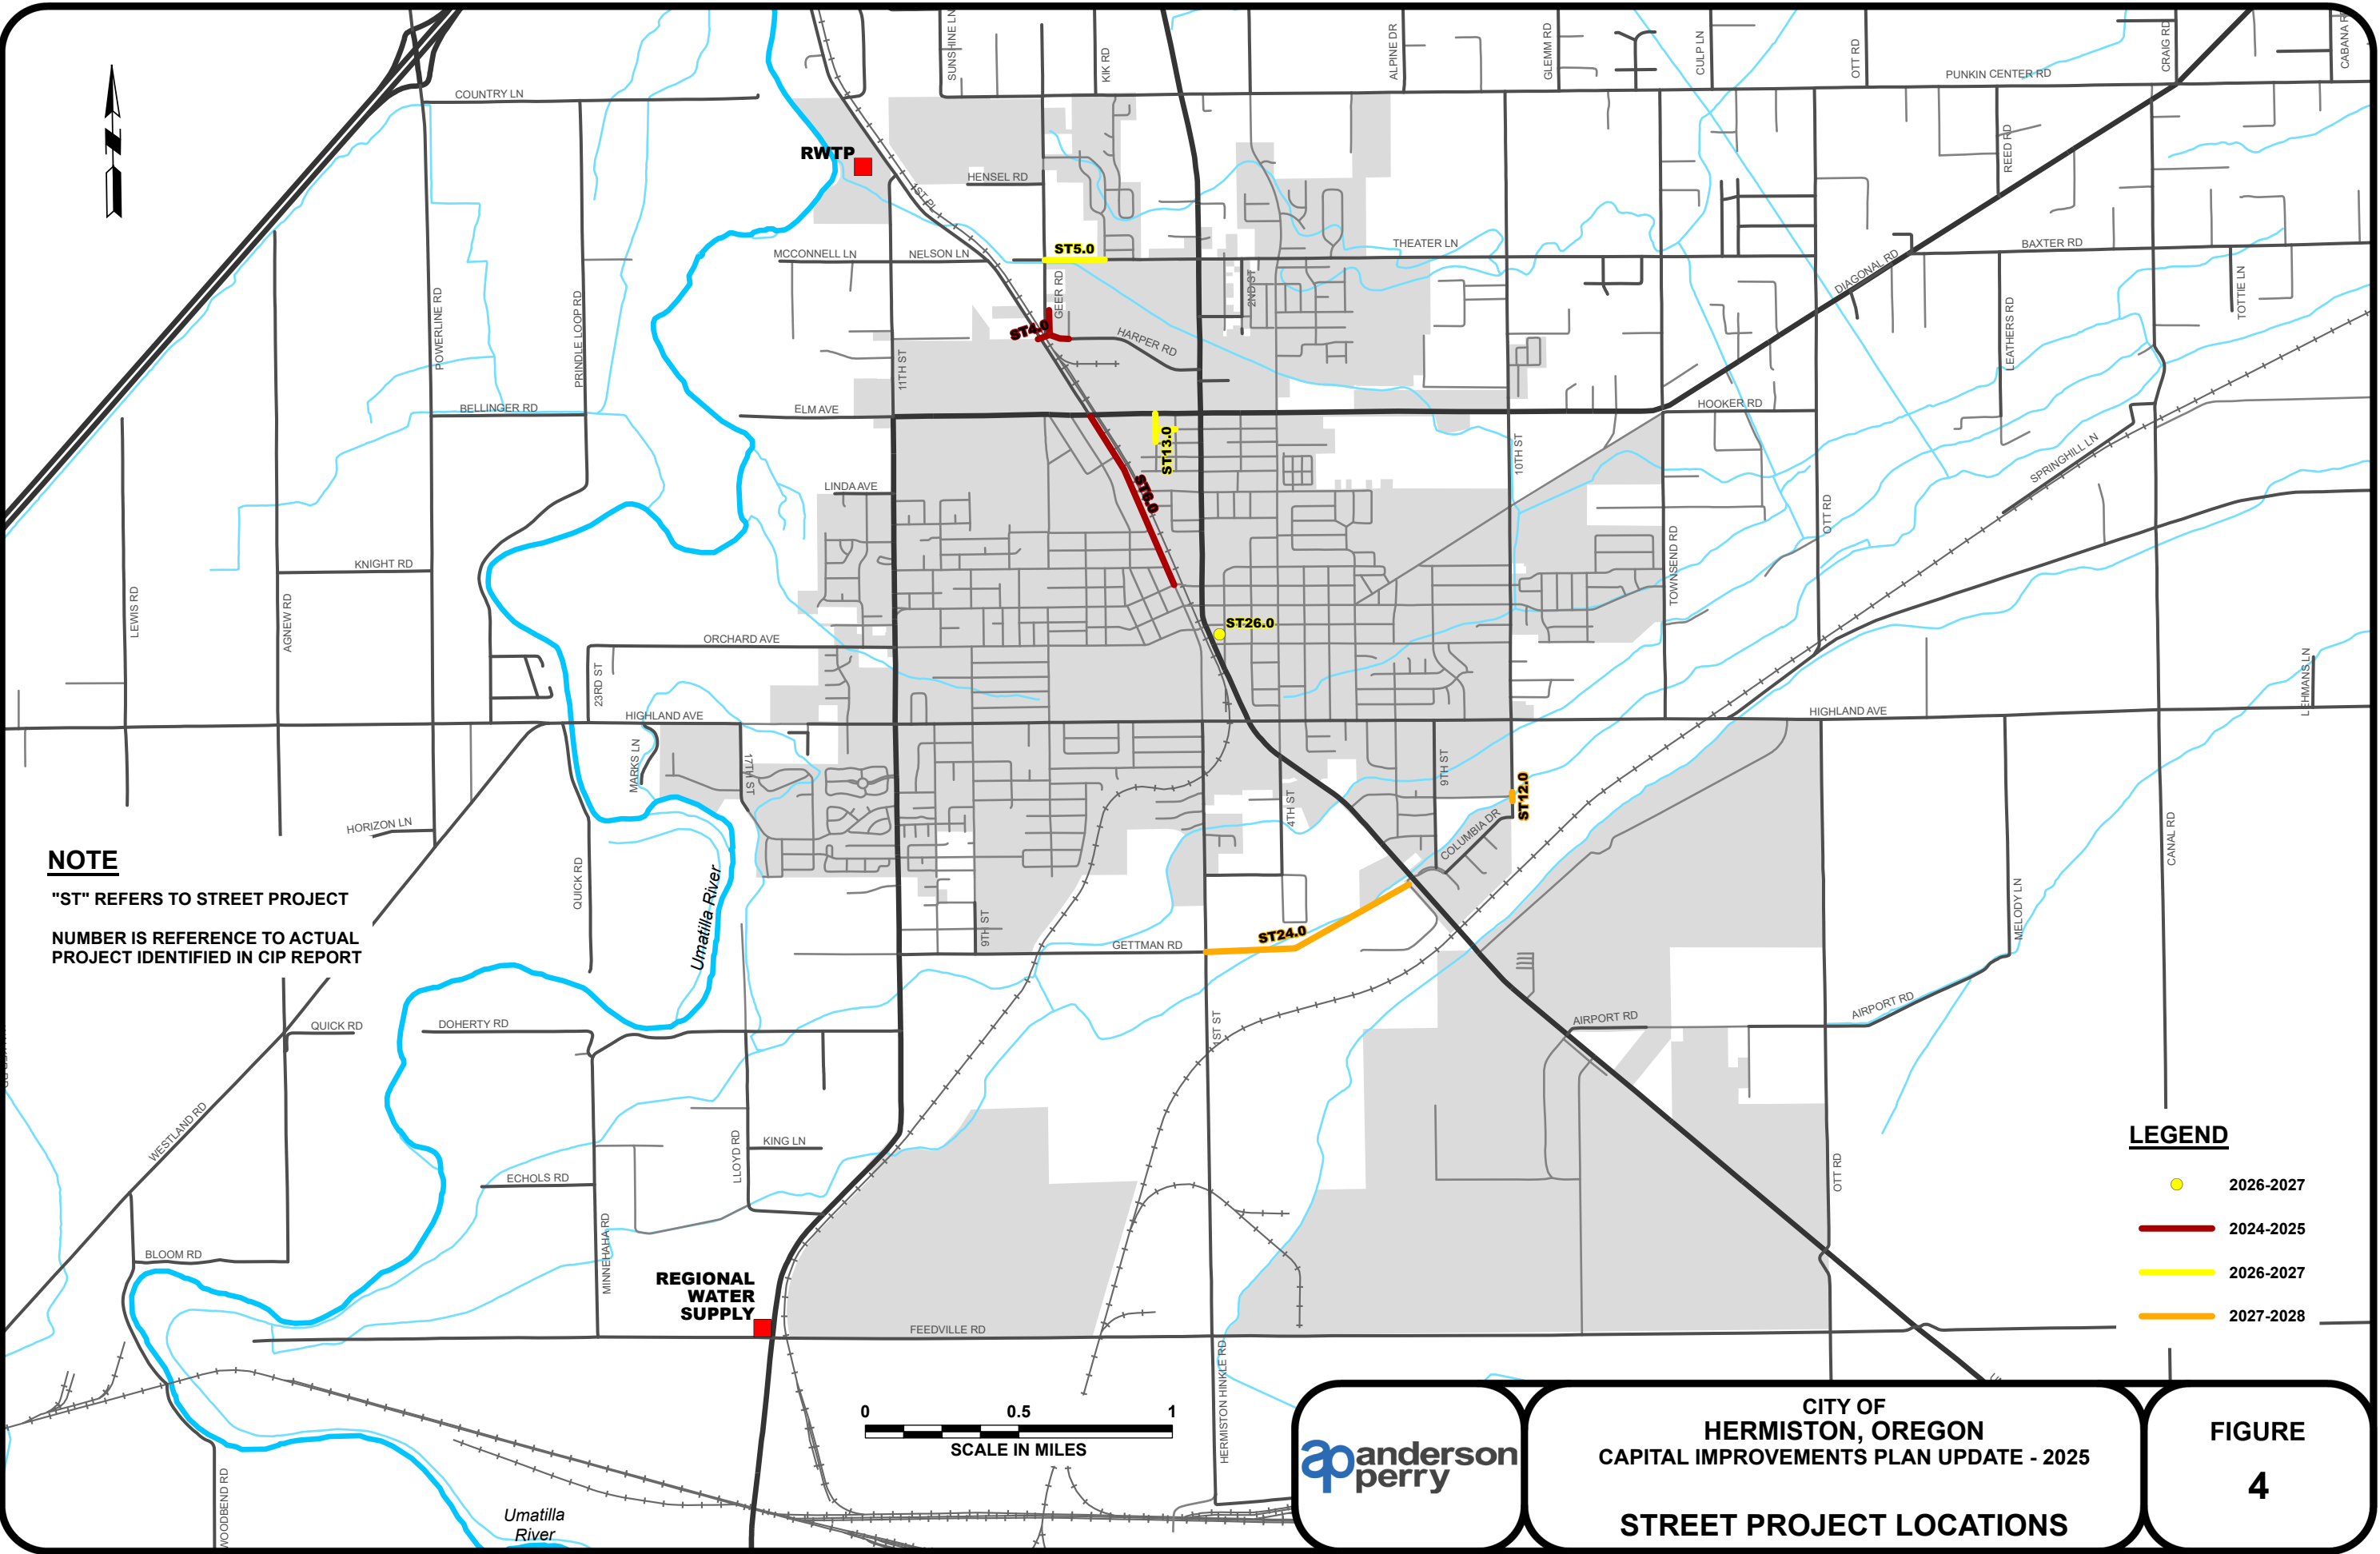 SUNSHINE LN
KIK RD
ALPINE DR
GLEMM RD
CULP LN
OTT RD
PUNKIN CENTER RD
CRAIG RD
COUNTRY LN
RWTP
HENSEL RD
1ST PL
REED RD
MCCONNELL LN
NELSON LN
ST5.0
THEATER LN
BAXTER RD
DIAGONAL RD
TOTTIE LN
POWERLINE RD
PRINDLE LOOP RD
GEER RD
2ND ST
ST4.0
HARPER RD
11TH ST
LEATHERS RD
BELLINGER RD
ELM AVE
HOOKER RD
ST13.0
10TH ST
SPRINGHILL LN
LINDA AVE
ST6.0
OTT RD
KNIGHT RD
LEWIS RD
AGNEW RD
TOWNSEND RD
ORCHARD AVE
ST26.0
23RD ST
LEHMANS LN
HIGHLAND AVE
HIGHLAND AVE
MARKS LN
17TH ST
9TH ST
ST12.0
4TH ST
HORIZON LN
COLUMBIA DR
CANAL RD
NOTE
"ST" REFERS TO STREET PROJECT
NUMBER IS REFERENCE TO ACTUAL
PROJECT IDENTIFIED IN CIP REPORT
QUICK RD
Umatilla River
9TH ST
GETTMAN RD
ST24.0
MELODY LN
QUICK RD
DOHERTY RD
1ST ST
AIRPORT RD
AIRPORT RD
WESTLAND RD
KING LN
LLOYD RD
ECHOLS RD
OTT RD
LEGEND
2026-2027
2024-2025
2026-2027
2027-2028
BLOOM RD
MINNEHAHA RD
REGIONAL
WATER
SUPPLY
FEEDVILLE RD
HERMISTON HINKLE RD
0 0.5 1
SCALE IN MILES
WOODBEND RD
Umatilla
River
ap anderson
perry
CITY OF
HERMISTON, OREGON
CAPITAL IMPROVEMENTS PLAN UPDATE - 2025
STREET PROJECT LOCATIONS
FIGURE
4